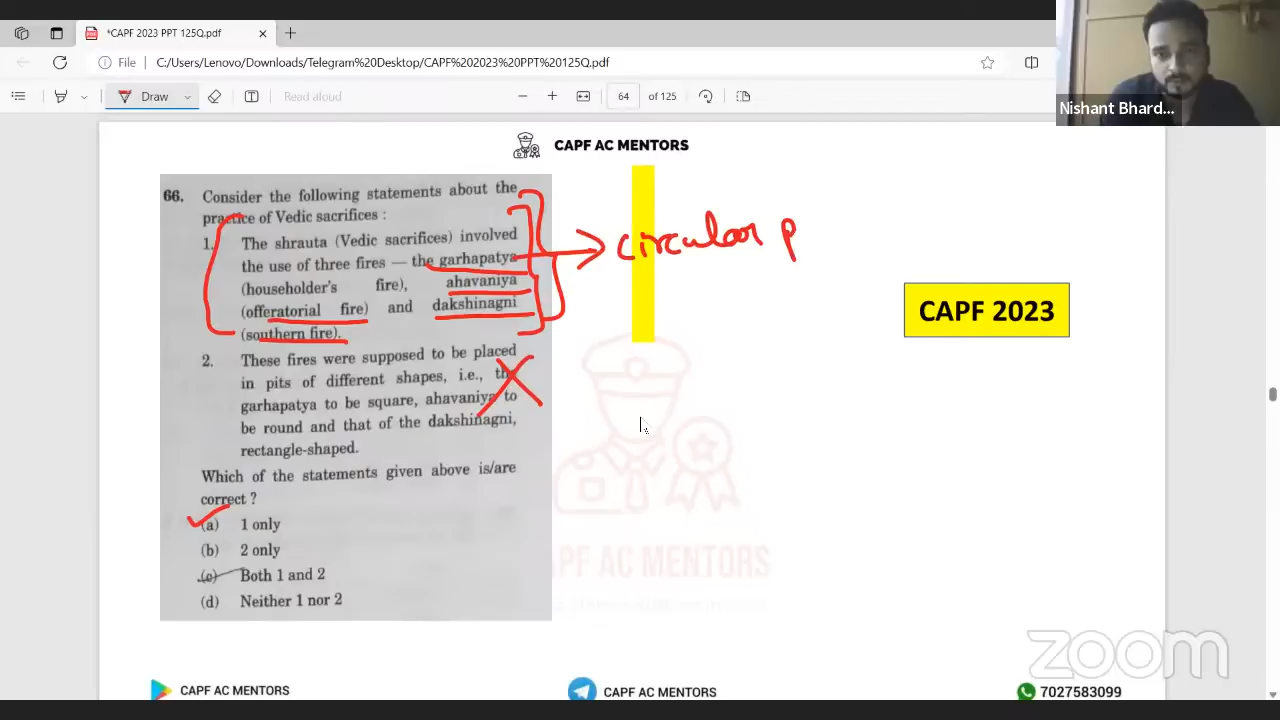 *CAPF 2023 PPT 125Q.pdf
File
C:/Users/Lenovo/Downloads/Telegram%20Desktop/CAPF%202023%20PPT%20125Q.pdf
Draw
Read aloud
64
of 125
Nishant Bhard...
CAPF AC MENTORS
66. Consider the following statements about the
practice of Vedic sacrifices :
1. The shrauta (Vedic sacrifices) involved
the use of three fires — the garhapatya
(householder's fire), ahavaniya
(offeratorial fire) and dakshinagni
(southern fire).
2. These fires were supposed to be placed
in pits of different shapes, i.e., the
garhapatya to be square, ahavaniya to
be round and that of the dakshinagni,
rectangle-shaped.
Which of the statements given above is/are
correct ?
(a) 1 only
(b) 2 only
(c) Both 1 and 2
(d) Neither 1 nor 2
circular p
CAPF 2023
CAPF AC MENTORS
zoom
CAPF AC MENTORS
CAPF AC MENTORS
7027583099